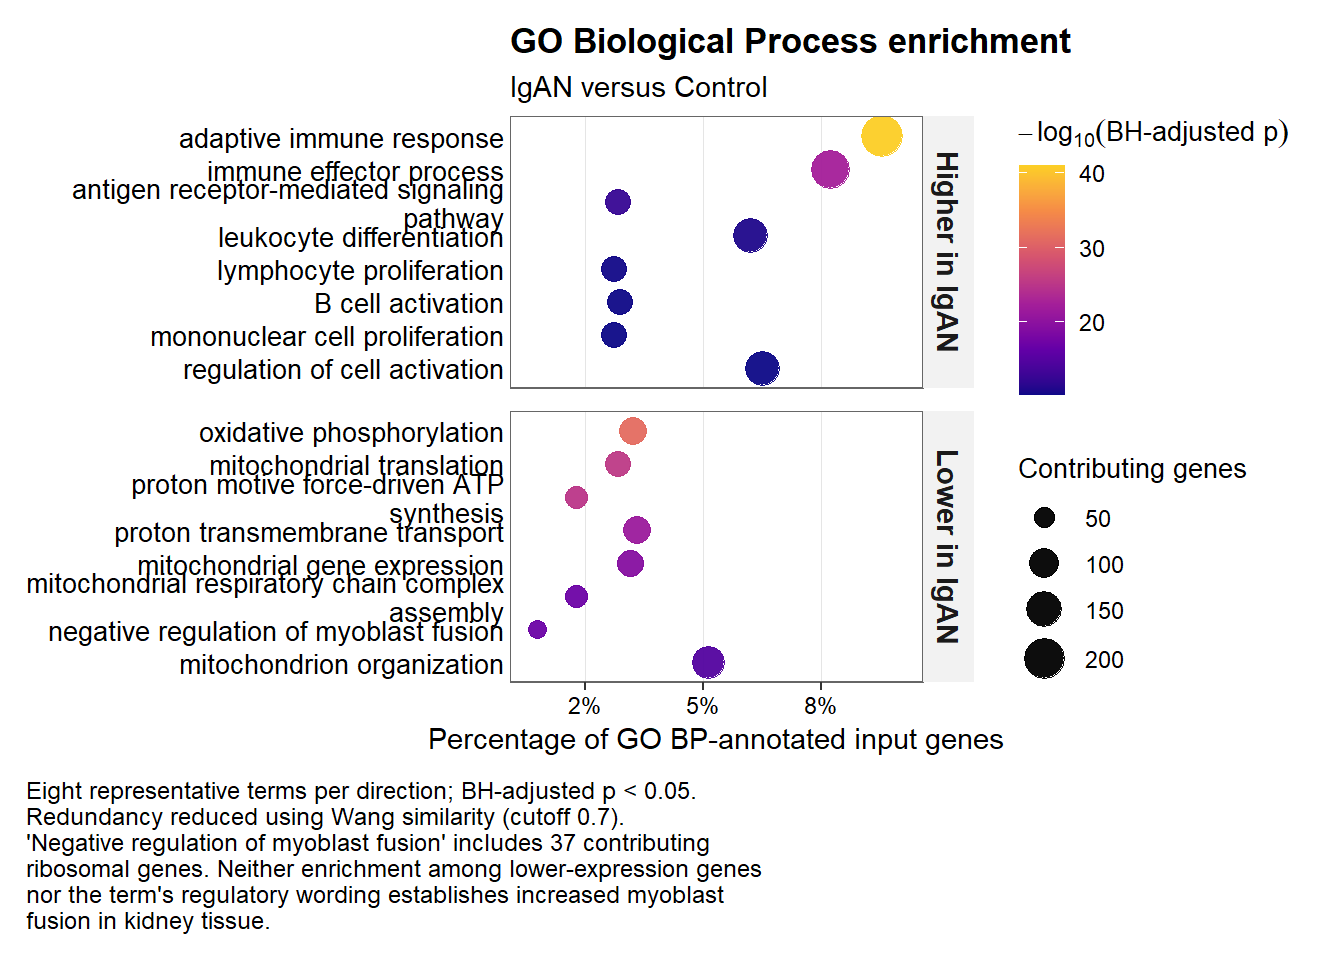 GO Biological Process enrichment
IgAN versus Control
adaptive immune response
immune effector process
antigen receptor-mediated signaling
pathway
leukocyte differentiation
lymphocyte proliferation
B cell activation
mononuclear cell proliferation
regulation of cell activation
Higher in IgAN
oxidative phosphorylation
mitochondrial translation
proton motive force-driven ATP
synthesis
proton transmembrane transport
mitochondrial gene expression
mitochondrial respiratory chain complex
assembly
negative regulation of myoblast fusion
mitochondrion organization
Lower in IgAN
2% 5% 8%
Percentage of GO BP-annotated input genes
−log₁₀(BH-adjusted p)
40
30
20
Contributing genes
50
100
150
200
Eight representative terms per direction; BH-adjusted p < 0.05.
Redundancy reduced using Wang similarity (cutoff 0.7).
'Negative regulation of myoblast fusion' includes 37 contributing
ribosomal genes. Neither enrichment among lower-expression genes
nor the term's regulatory wording establishes increased myoblast
fusion in kidney tissue.